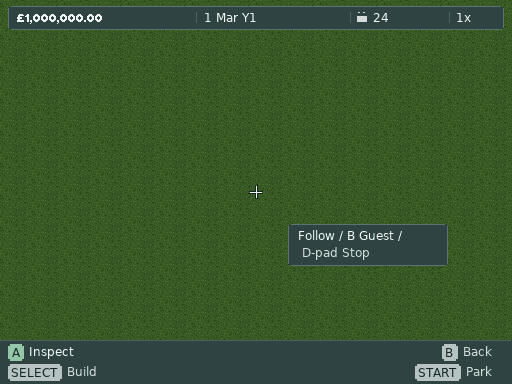 £1,000,000.00 1 Mar Y1 24 1x
Follow / B Guest /
D-pad Stop
A Inspect B Back
SELECT Build START Park